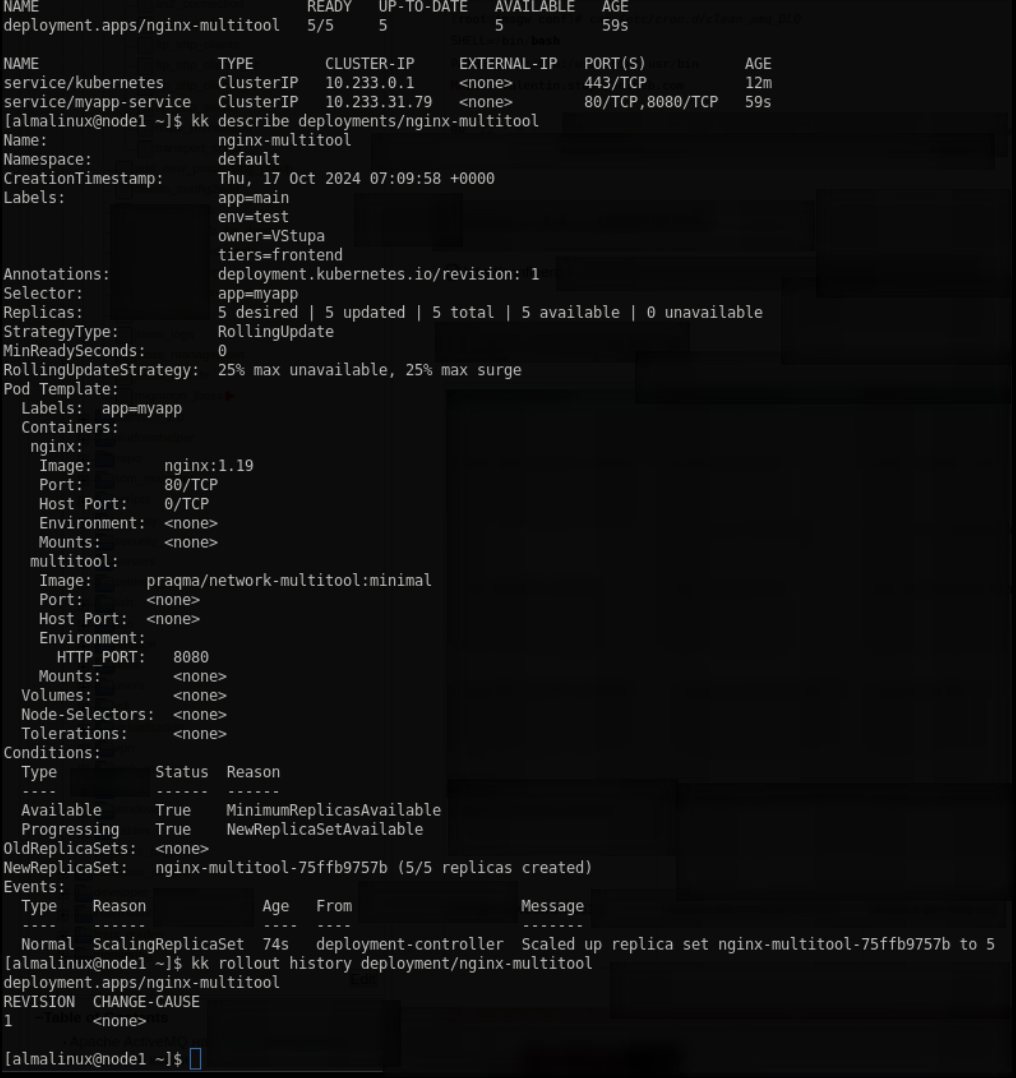 NAME                              READY   UP-TO-DATE   AVAILABLE   AGE
deployment.apps/nginx-multitool   5/5     5            5           59s

NAME                    TYPE        CLUSTER-IP     EXTERNAL-IP   PORT(S)           AGE
service/kubernetes      ClusterIP   10.233.0.1     <none>        443/TCP           12m
service/myapp-service   ClusterIP   10.233.31.79   <none>        80/TCP,8080/TCP   59s
[almalinux@node1 ~]$ kk describe deployments/nginx-multitool
Name:                   nginx-multitool
Namespace:              default
CreationTimestamp:      Thu, 17 Oct 2024 07:09:58 +0000
Labels:                 app=main
                        env=test
                        owner=VStupa
                        tiers=frontend
Annotations:            deployment.kubernetes.io/revision: 1
Selector:               app=myapp
Replicas:               5 desired | 5 updated | 5 total | 5 available | 0 unavailable
StrategyType:           RollingUpdate
MinReadySeconds:        0
RollingUpdateStrategy:  25% max unavailable, 25% max surge
Pod Template:
  Labels:  app=myapp
  Containers:
   nginx:
    Image:        nginx:1.19
    Port:         80/TCP
    Host Port:    0/TCP
    Environment:  <none>
    Mounts:       <none>
   multitool:
    Image:      praqma/network-multitool:minimal
    Port:       <none>
    Host Port:  <none>
    Environment:
      HTTP_PORT:   8080
    Mounts:        <none>
  Volumes:         <none>
  Node-Selectors:  <none>
  Tolerations:     <none>
Conditions:
  Type           Status  Reason
  ----           ------  ------
  Available      True    MinimumReplicasAvailable
  Progressing    True    NewReplicaSetAvailable
OldReplicaSets:  <none>
NewReplicaSet:   nginx-multitool-75ffb9757b (5/5 replicas created)
Events:
  Type    Reason             Age   From                   Message
  ----    ------             ----  ----                   -------
  Normal  ScalingReplicaSet  74s   deployment-controller  Scaled up replica set nginx-multitool-75ffb9757b to 5
[almalinux@node1 ~]$ kk rollout history deployment/nginx-multitool
deployment.apps/nginx-multitool
REVISION  CHANGE-CAUSE
1         <none>

[almalinux@node1 ~]$